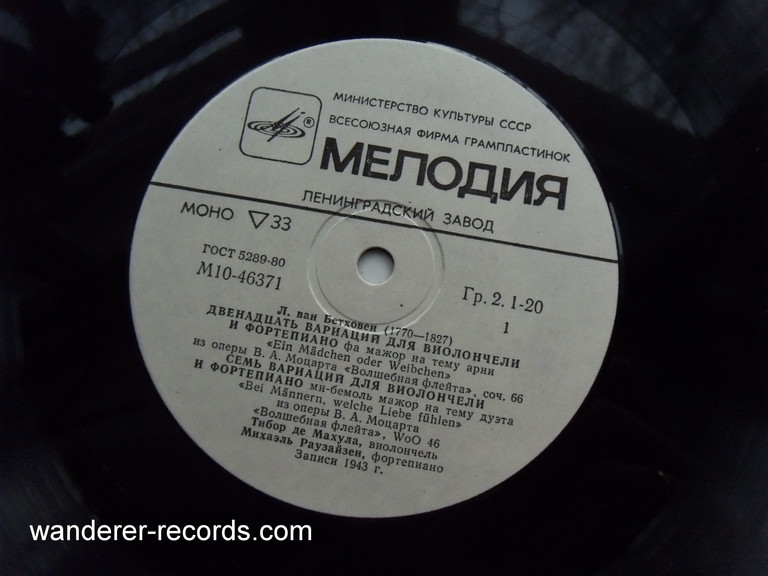 ®
МИНИСТЕРСТВО КУЛЬТУРЫ СССР
ВСЕСОЮЗНАЯ ФИРМА ГРАМПЛАСТИНОК
МЕЛОДИЯ
ЛЕНИНГРАДСКИЙ ЗАВОД
МОНО ▽33
ГОСТ 5289-80
М10-46371
Гр. 2. 1-20
1
Л. ван Бетховен (1770—1827)
ДВЕНАДЦАТЬ ВАРИАЦИЙ ДЛЯ ВИОЛОНЧЕЛИ
И ФОРТЕПИАНО фа мажор на тему арии
«Ein Mädchen oder Weibchen»
из оперы В. А. Моцарта «Волшебная флейта», соч. 66
СЕМЬ ВАРИАЦИЙ ДЛЯ ВИОЛОНЧЕЛИ
И ФОРТЕПИАНО ми-бемоль мажор на тему дуэта
«Bei Männern, welche Liebe fühlen»
из оперы В. А. Моцарта
«Волшебная флейта», WoO 46
Тибор де Махула, виолончель
Михаэль Раузайзен, фортепиано
Записи 1943 г.
wanderer-records.com